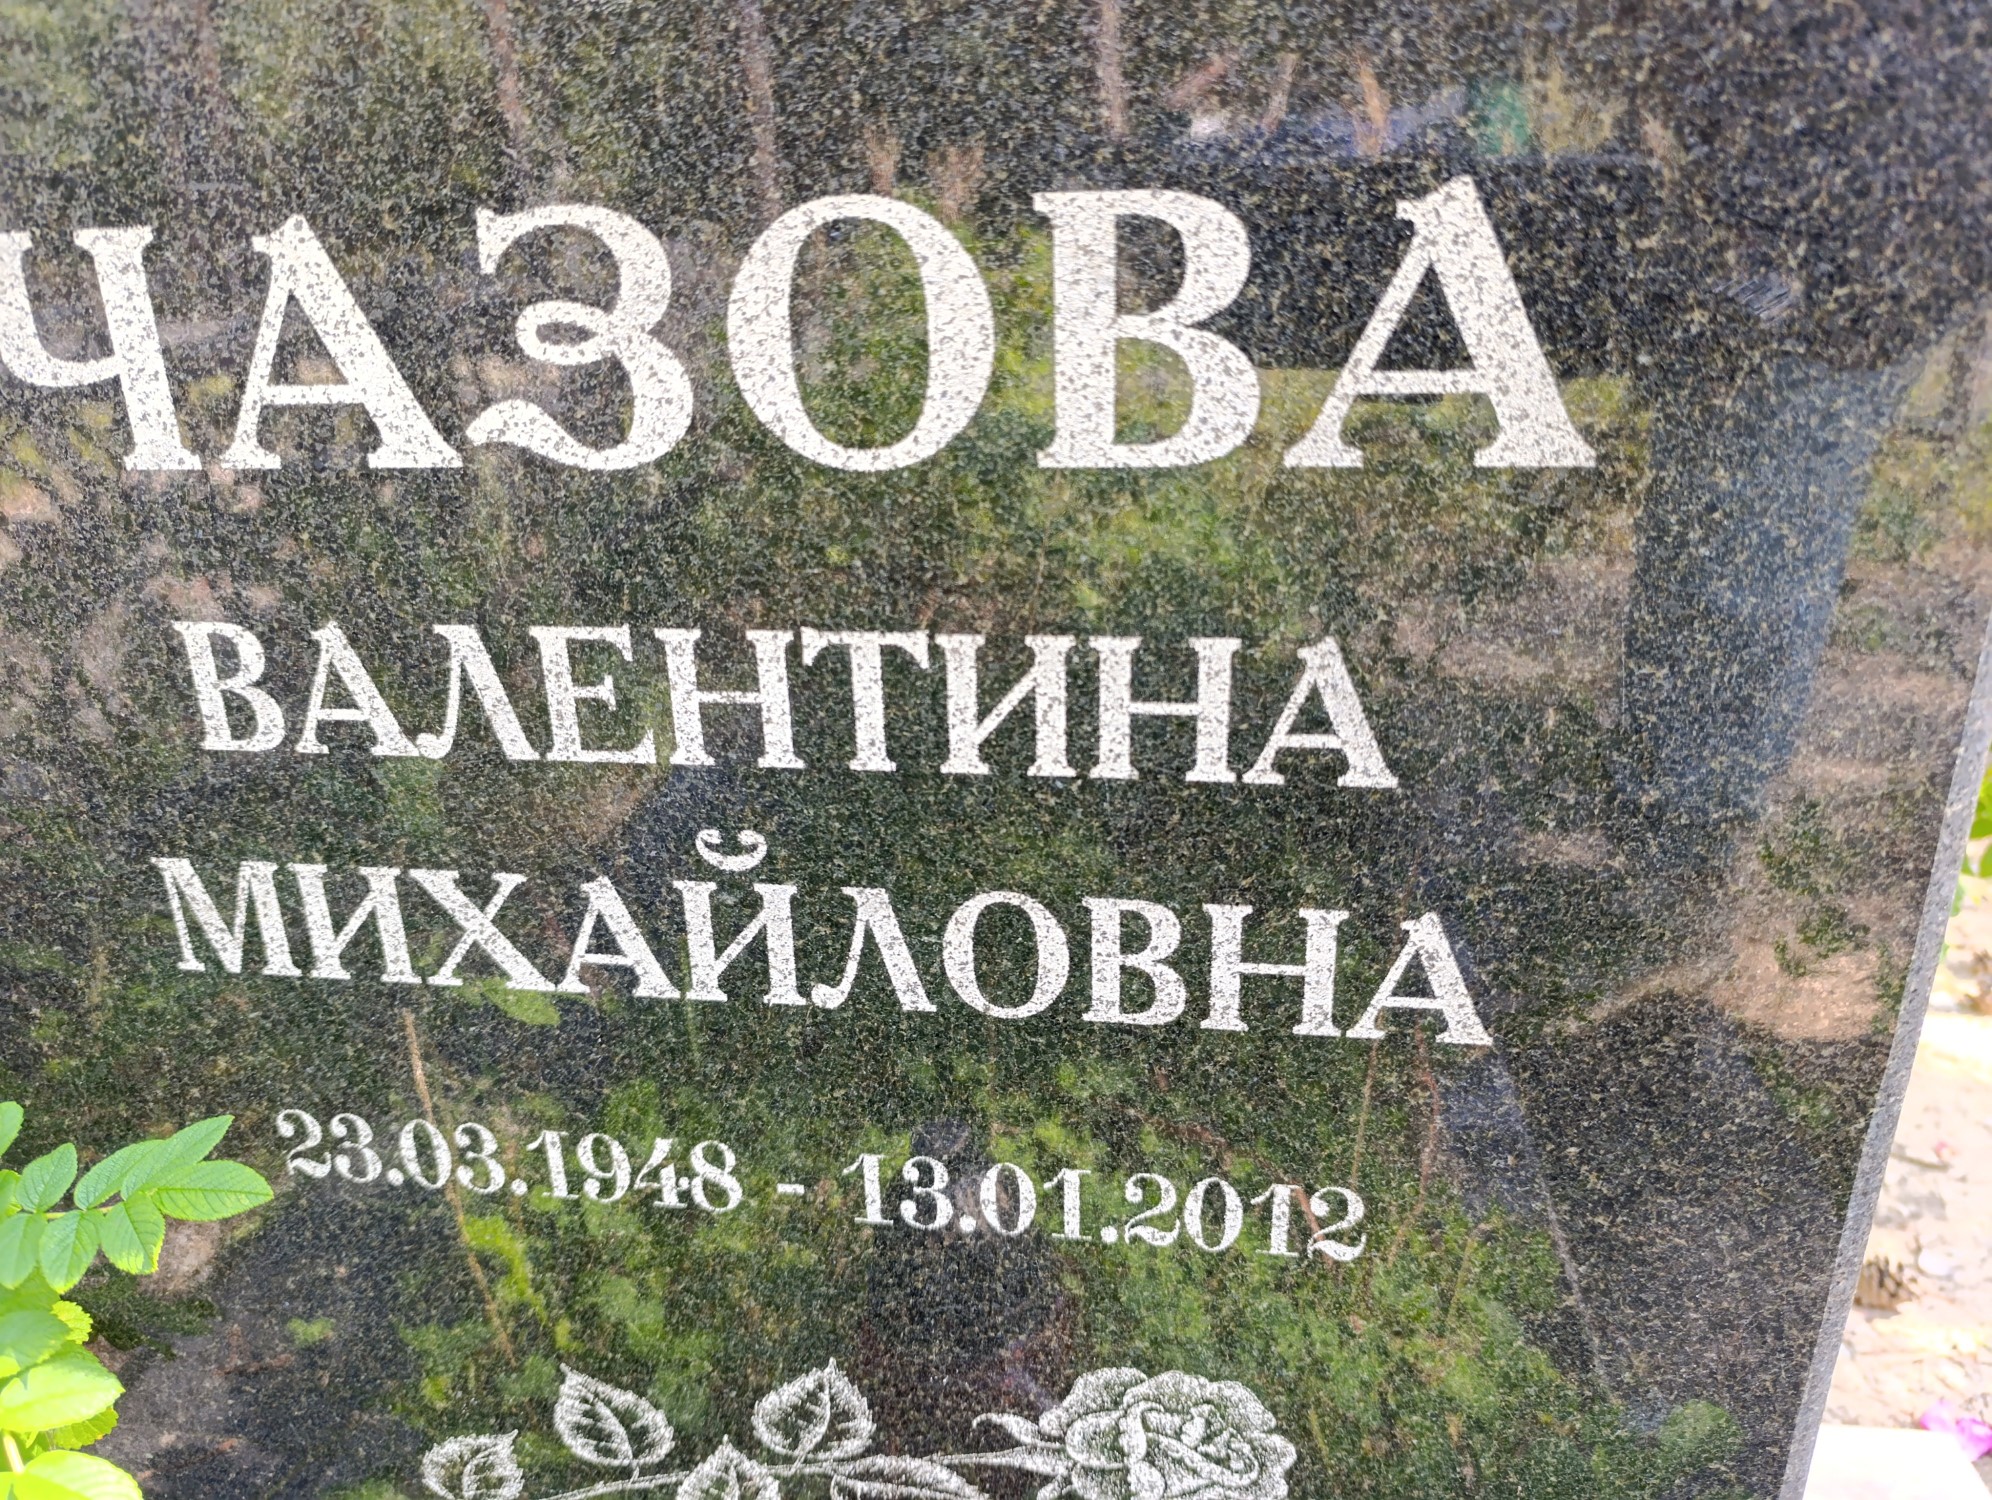 ЧАЗОВА
ВАЛЕНТИНА
МИХАЙЛОВНА
23.03.1948 - 13.01.2012